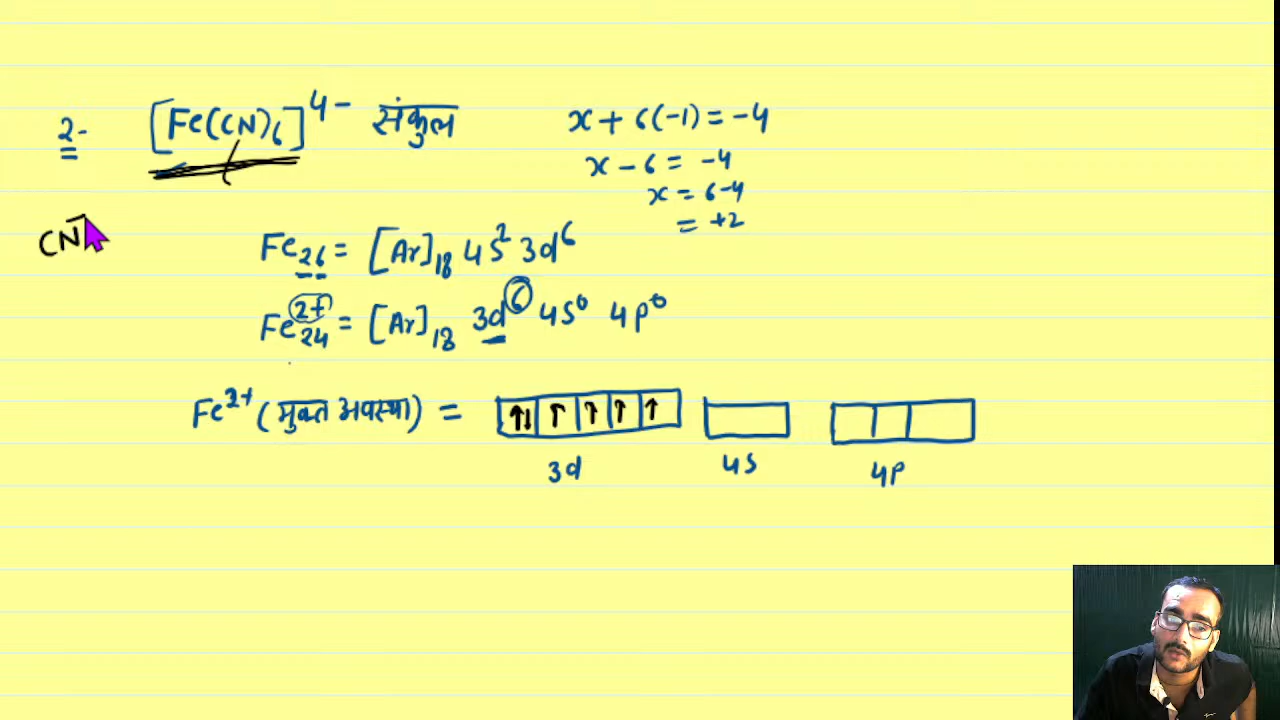 2- [Fe(CN)6]4- संकुल
x + 6(-1) = -4
x - 6 = -4
x = 6-4
= +2
CN-
Fe26 = [Ar]18 4s2 3d6
Fe2+24 = [Ar]18 3d6 4s0 4p0
Fe2+ (मुक्त अवस्था) = ↑↓ ↑ ↑ ↑ ↑
3d 4s 4p